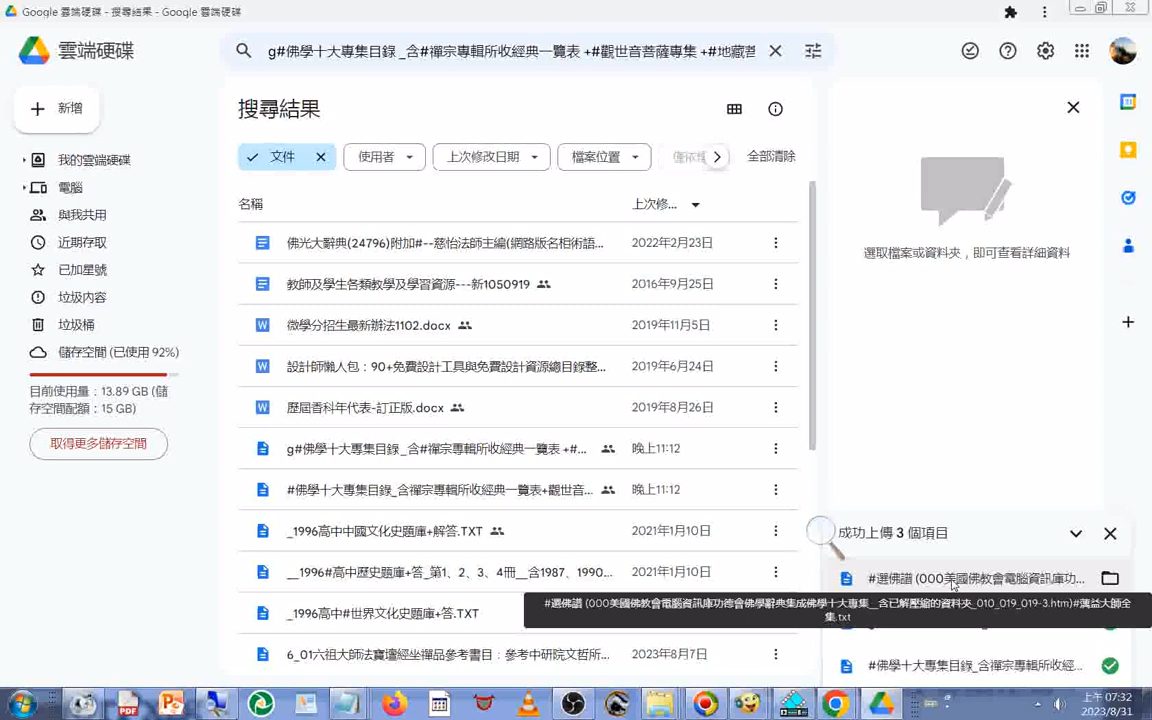 Google 雲端硬碟 - 搜尋結果 - Google 雲端硬碟
雲端硬碟
g#佛學十大專集目錄_含#禪宗專輯所收經典一覽表 +#觀世音菩薩專集 +#地藏菩
新增
搜尋結果
文件
使用者
上次修改日期
檔案位置
全部清除
我的雲端硬碟
電腦
與我共用
近期存取
已加星號
垃圾內容
垃圾桶
儲存空間 (已使用 92%)
目前使用量：13.89 GB (儲
存空間配額：15 GB)
取得更多儲存空間
名稱
上次修...
佛光大辭典(24796)附加#--慈怡法師主編(網路版名相術語...
2022年2月23日
教師及學生各類教學及學習資源---新1050919
2016年9月25日
微學分招生最新辦法1102.docx
2019年11月5日
設計師懶人包：90+免費設計工具與免費設計資源總目錄整...
2019年6月24日
歷屆香科年代表-訂正版.docx
2019年8月26日
g#佛學十大專集目錄_含#禪宗專輯所收經典一覽表 +#...
晚上11:12
#佛學十大專集目錄_含禪宗專輯所收經典一覽表+觀世音...
晚上11:12
_1996高中中國文化史題庫+解答.TXT
2021年1月10日
__1996#高中歷史題庫+答_第1、2、3、4冊__含1987、1990...
2021年1月10日
_1996高中#世界文化史題庫+答.TXT
6_01六祖大師法寶壇經坐禪品參考書目：參考中研院文哲所...
2023年8月7日
選取檔案或資料夾，即可查看詳細資料
成功上傳 3 個項目
#選佛譜 (000美國佛教會電腦資訊庫功...
#選佛譜 (000美國佛教會電腦資訊庫功德會佛學辭典集成佛學十大專集__含已解壓縮的資料夾_010_019_019-3.htm)#蕅益大師全
集.txt
#佛學十大專集目錄_含禪宗專輯所收經...
上午 07:32
2023/8/31